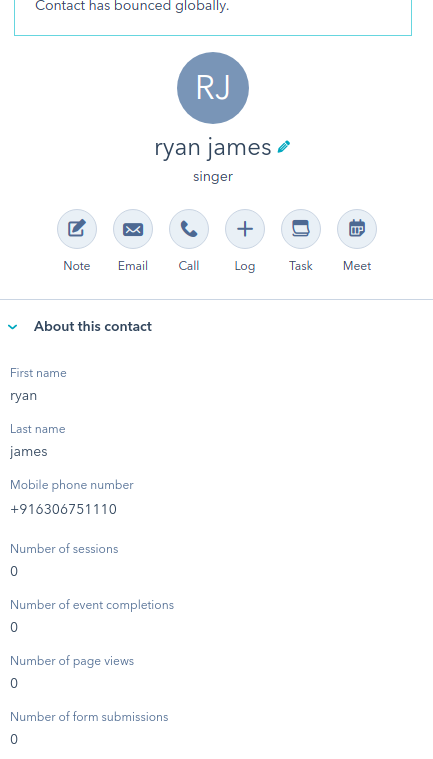 Contact has bounced globally.
RJ
ryan james
singer
Note Email Call Log Task Meet
About this contact
First name
ryan
Last name
james
Mobile phone number
+916306751110
Number of sessions
0
Number of event completions
0
Number of page views
0
Number of form submissions
0